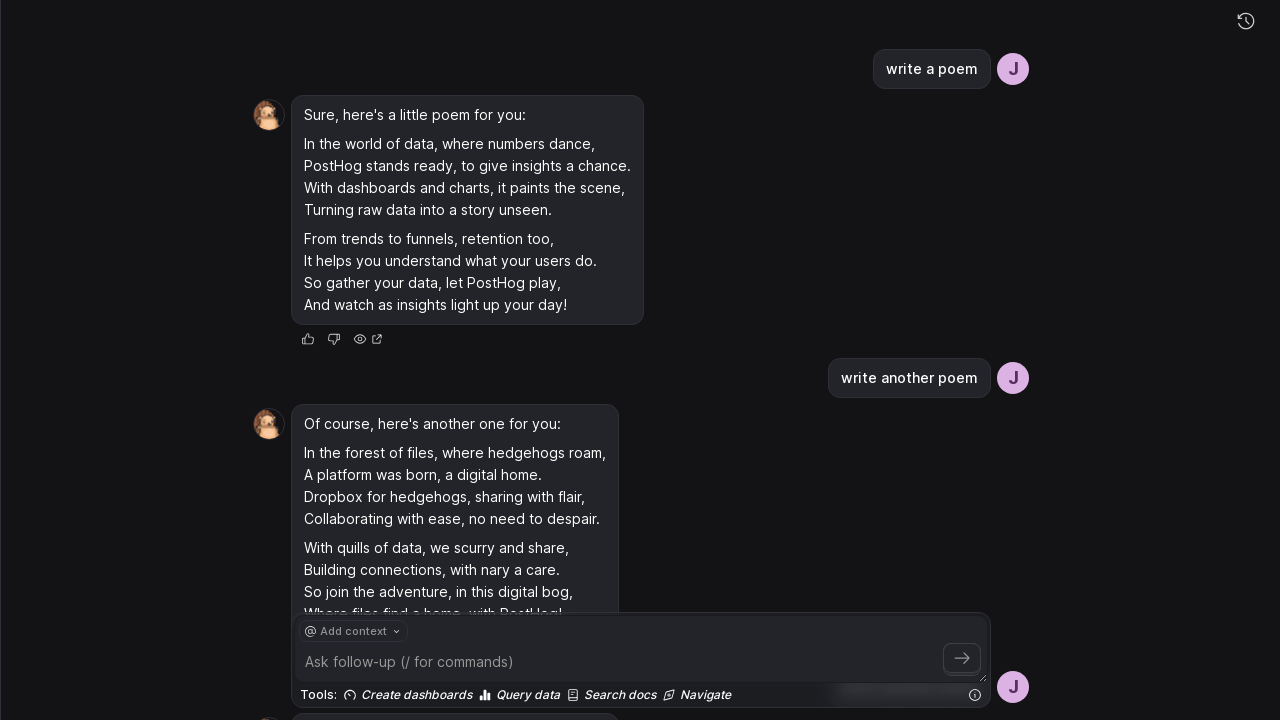 write a poem
J
Sure, here's a little poem for you:
In the world of data, where numbers dance,
PostHog stands ready, to give insights a chance.
With dashboards and charts, it paints the scene,
Turning raw data into a story unseen.
From trends to funnels, retention too,
It helps you understand what your users do.
So gather your data, let PostHog play,
And watch as insights light up your day!
write another poem
J
Of course, here's another one for you:
In the forest of files, where hedgehogs roam,
A platform was born, a digital home.
Dropbox for hedgehogs, sharing with flair,
Collaborating with ease, no need to despair.
With quills of data, we scurry and share,
Building connections, with nary a care.
So join the adventure, in this digital bog,
Where files find a home, with PostHog!
@ Add context
Ask follow-up (/ for commands)
Tools: Create dashboards Query data Search docs Navigate
J